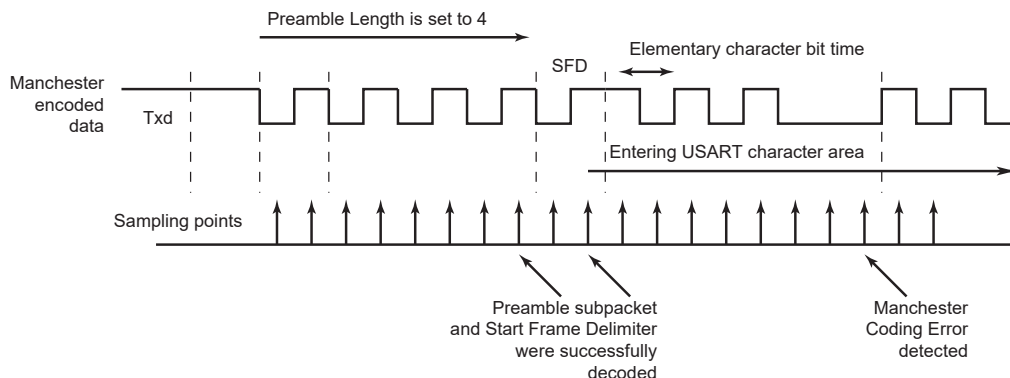 Preamble Length is set to 4
Elementary character bit time
SFD
Manchester
encoded
data
Txd
Entering USART character area
Sampling points
Preamble subpacket
and Start Frame Delimiter
were successfully
decoded
Manchester
Coding Error
detected